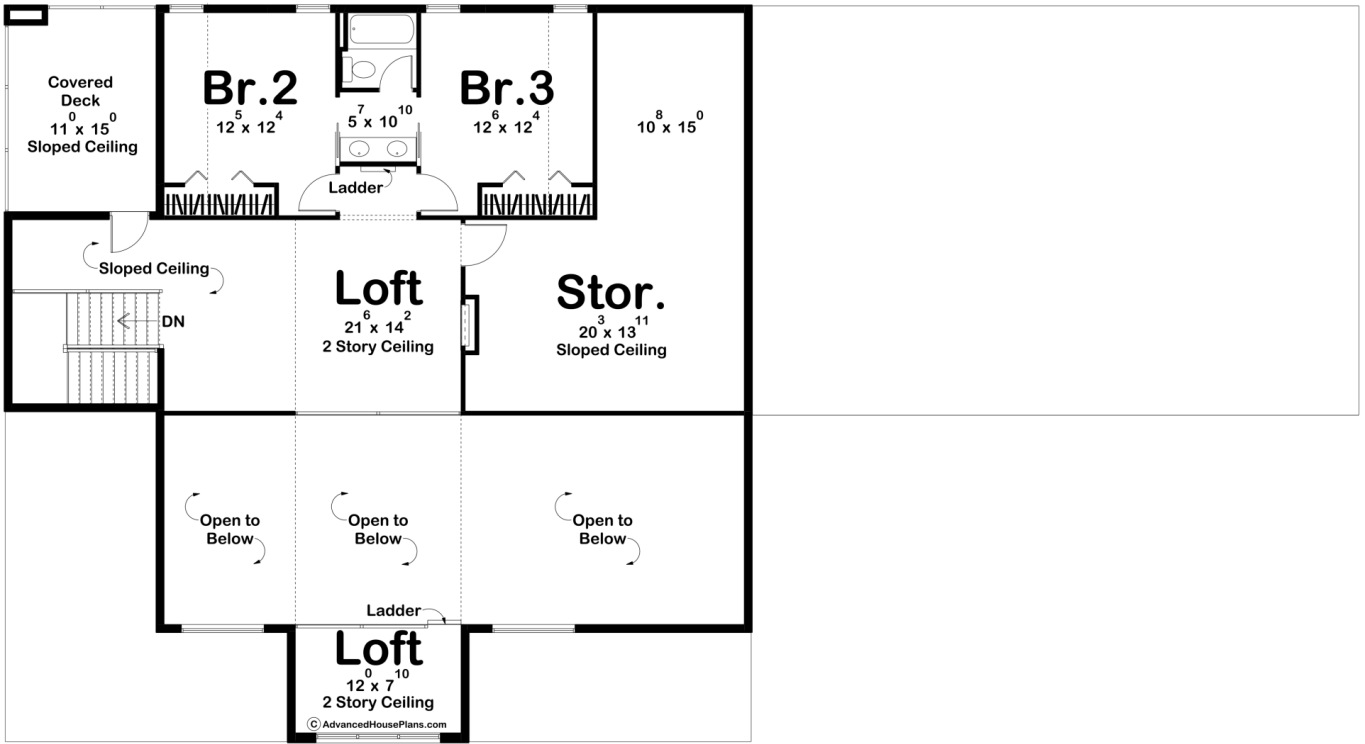 Covered
Deck
11⁰ x 15⁰
Sloped Ceiling
Br.2
12⁵ x 12⁴
5⁷ x 10¹⁰
Br.3
12⁶ x 12⁴
10⁸ x 15⁰
Ladder
Sloped Ceiling
DN
Loft
21⁶ x 14²
2 Story Ceiling
Stor.
20³ x 13¹¹
Sloped Ceiling
Open to
Below
Open to
Below
Open to
Below
Ladder
Loft
12⁰ x 7¹⁰
2 Story Ceiling
© AdvancedHousePlans.com